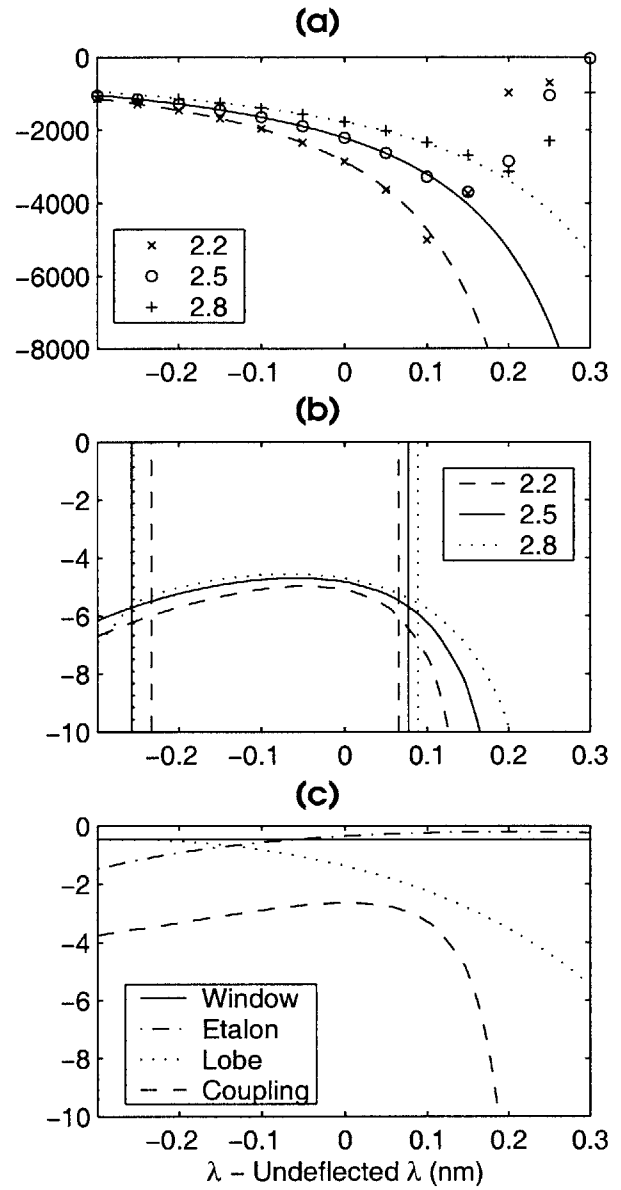 (a)
0
−2000
−4000
−6000
−8000
× 2.2
○ 2.5
+ 2.8
−0.2 −0.1 0 0.1 0.2 0.3
(b)
0
−2
−4
−6
−8
−10
2.2
2.5
2.8
−0.2 −0.1 0 0.1 0.2 0.3
(c)
0
−2
−4
−6
−8
−10
Window
Etalon
Lobe
Coupling
−0.2 −0.1 0 0.1 0.2 0.3
λ − Undeflected λ (nm)